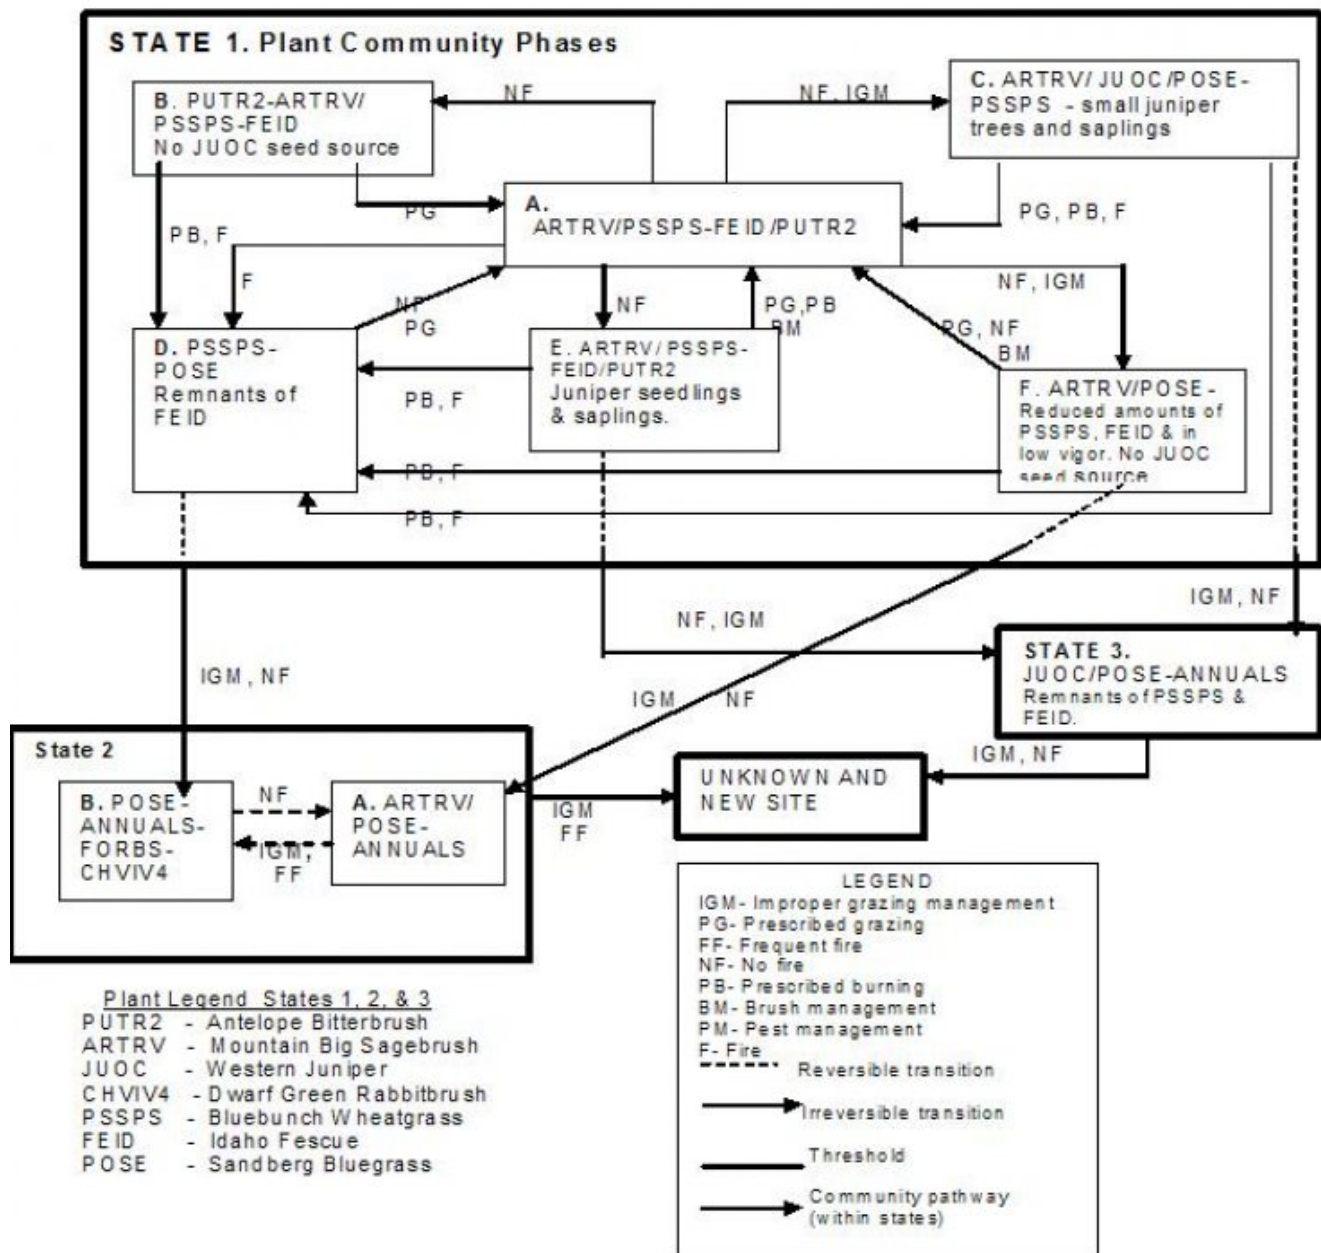 STATE 1. Plant Community Phases
B. PUTR2-ARTRV/
PSSPS-FEID
No JUOC seed source
NF
NF, IGM
C. ARTRV/ JUOC/POSE-
PSSPS - small juniper
trees and saplings
PG
A.
ARTRV/PSSPS-FEID/PUTR2
PG, PB, F
PB, F
F
NF
PG
NF
PG,PB
BM
NF, IGM
PG, NF
BM
D. PSSPS-
POSE
Remnants of
FEID
E. ARTRV/ PSSPS-
FEID/PUTR2
Juniper seedlings
& saplings.
PB, F
F. ARTRV/POSE-
Reduced amounts of
PSSPS, FEID & in
low vigor. No JUOC
seed source
PB, F
PB, F
IGM, NF
NF, IGM
STATE 3.
JUOC/POSE-ANNUALS
Remnants of PSSPS &
FEID.
IGM, NF
IGM
NF
IGM, NF
State 2
B. POSE-
ANNUALS-
FORBS-
CHVIV4
NF
IGM,
FF
A. ARTRV/
POSE-
ANNUALS
IGM
FF
UNKNOWN AND
NEW SITE
LEGEND
IGM- Improper grazing management
PG- Prescribed grazing
FF- Frequent fire
NF- No fire
PB- Prescribed burning
BM- Brush management
PM- Pest management
F- Fire
Reversible transition
Irreversible transition
Threshold
Community pathway
(within states)
Plant Legend States 1, 2, & 3
PUTR2 - Antelope Bitterbrush
ARTRV - Mountain Big Sagebrush
JUOC - Western Juniper
CHVIV4 - Dwarf Green Rabbitbrush
PSSPS - Bluebunch Wheatgrass
FEID - Idaho Fescue
POSE - Sandberg Bluegrass